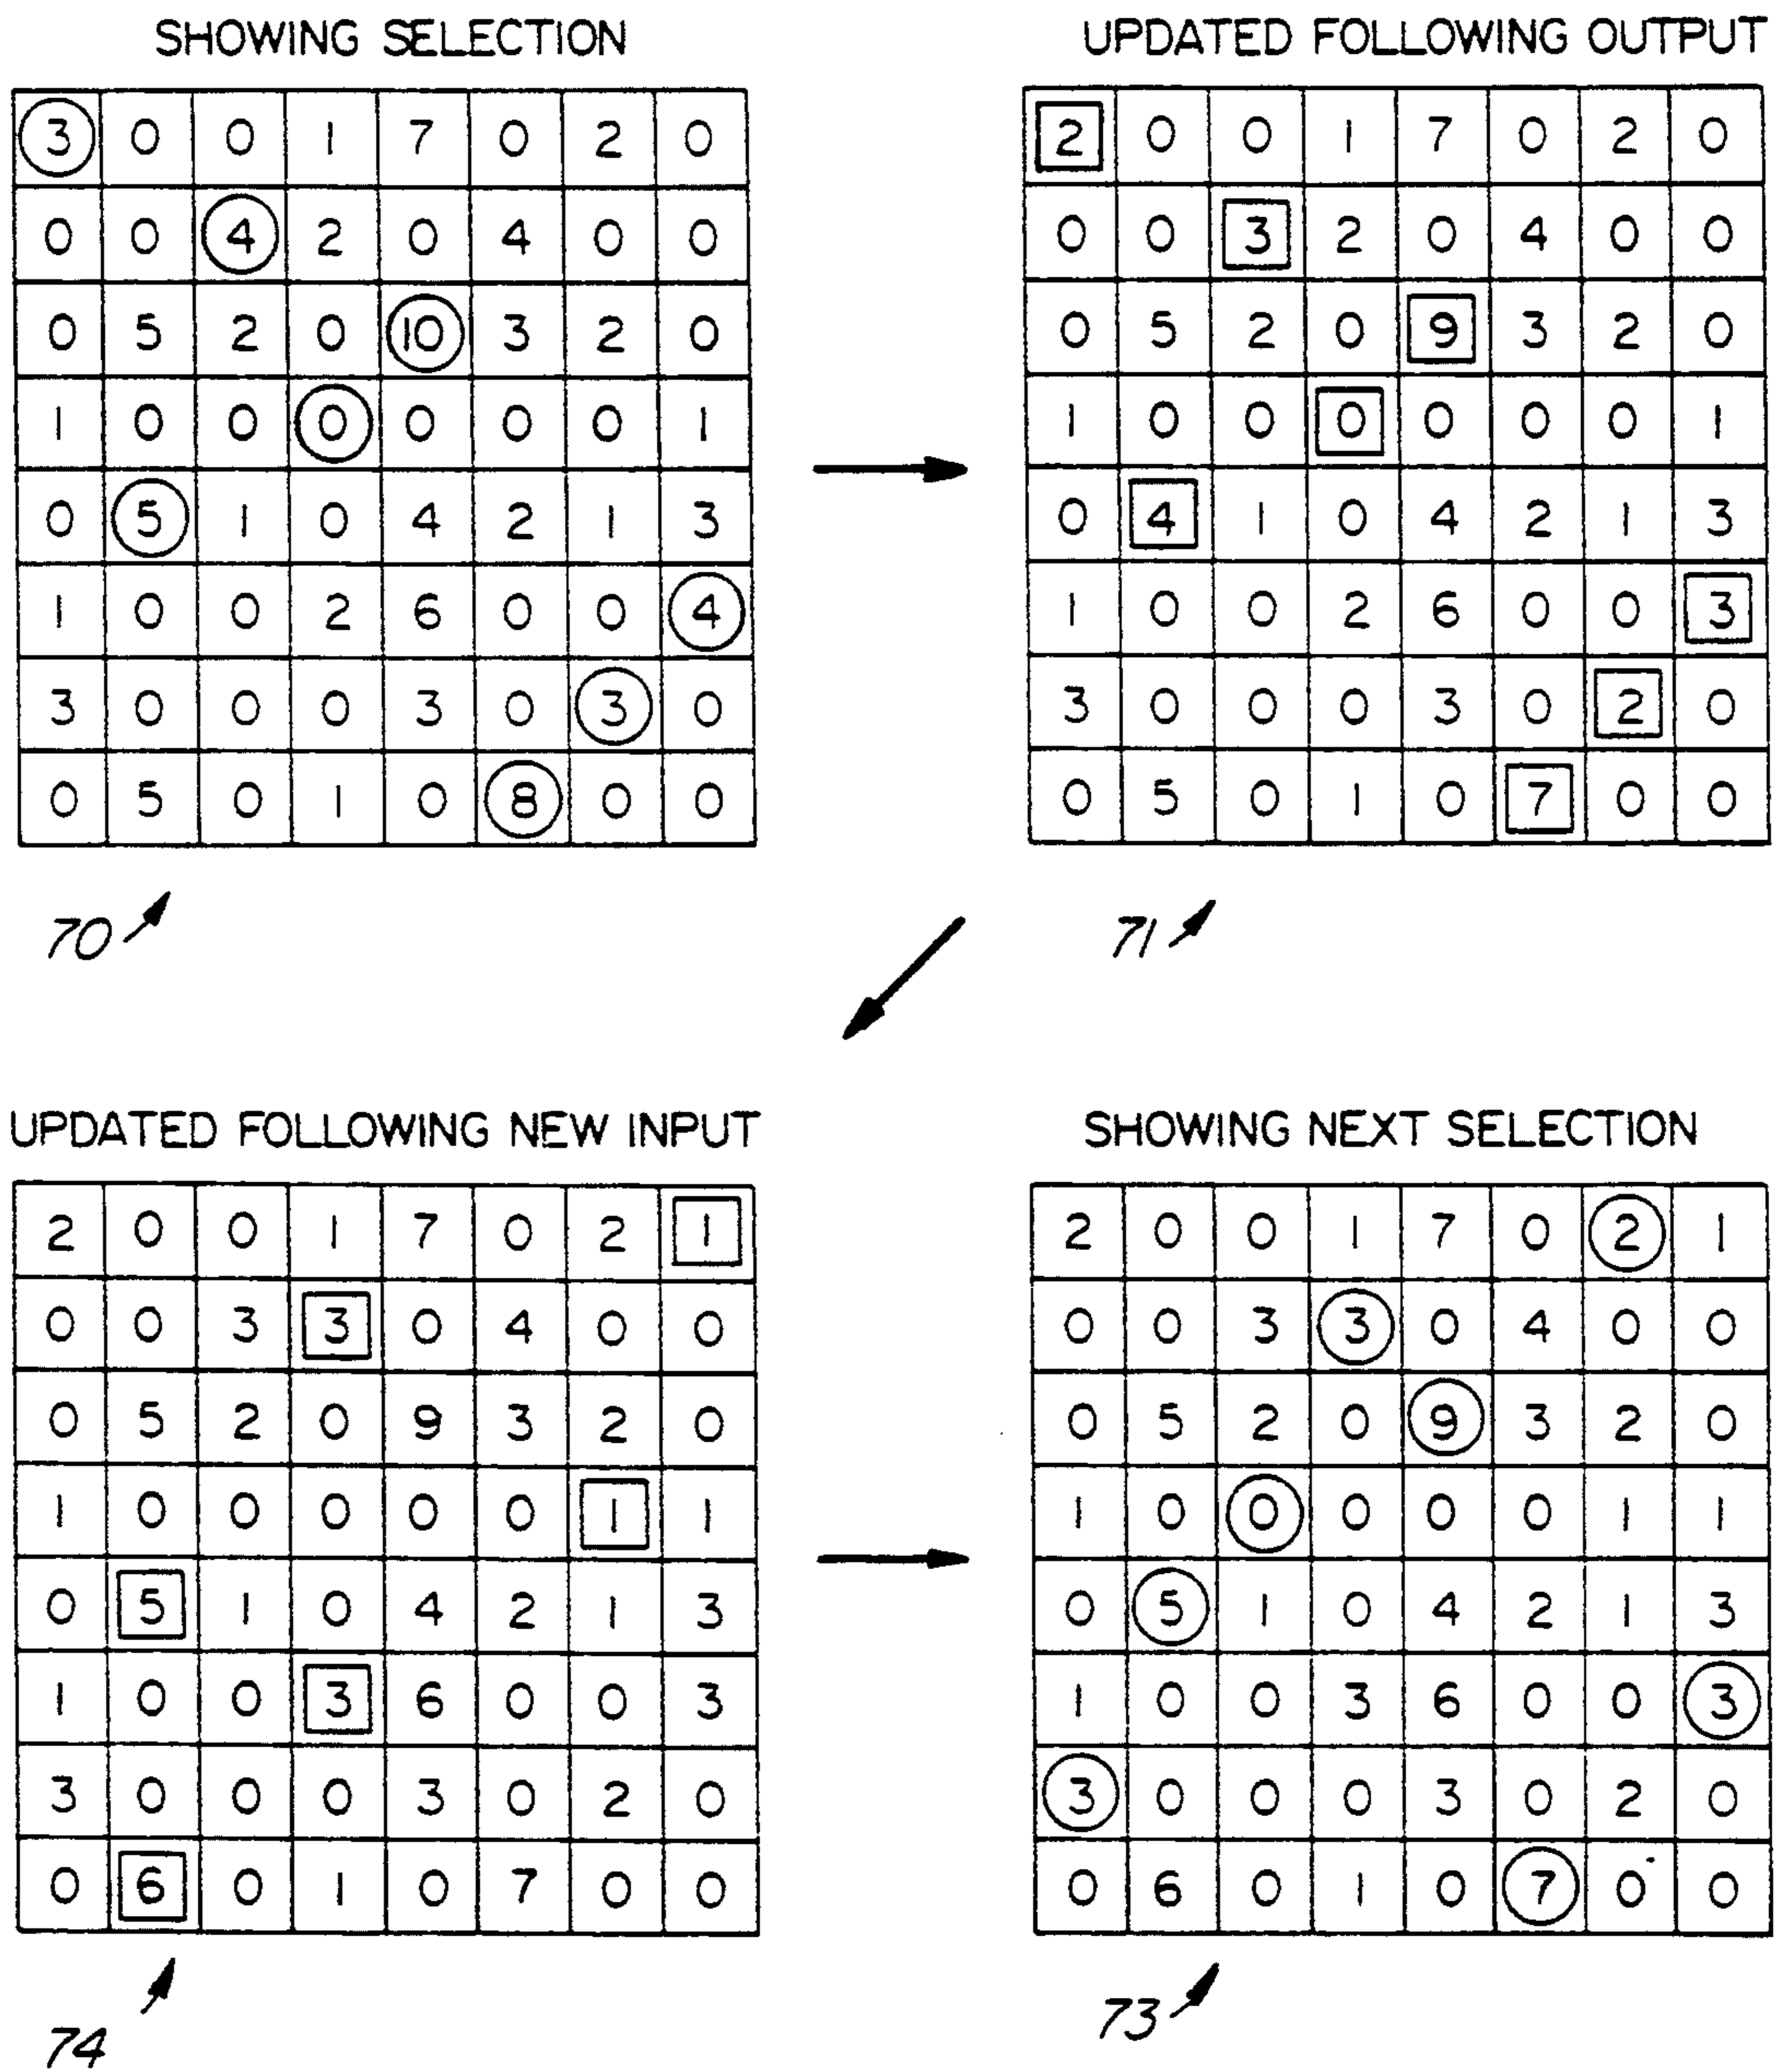 SHOWING SELECTION
3 0 0 1 7 0 2 0
0 0 4 2 0 4 0 0
0 5 2 0 10 3 2 0
1 0 0 0 0 0 0 1
0 5 1 0 4 2 1 3
1 0 0 2 6 0 0 4
3 0 0 0 3 0 3 0
0 5 0 1 0 8 0 0
70
UPDATED FOLLOWING OUTPUT
2 0 0 1 7 0 2 0
0 0 3 2 0 4 0 0
0 5 2 0 9 3 2 0
1 0 0 0 0 0 0 1
0 4 1 0 4 2 1 3
1 0 0 2 6 0 0 3
3 0 0 0 3 0 2 0
0 5 0 1 0 7 0 0
71
UPDATED FOLLOWING NEW INPUT
2 0 0 1 7 0 2 1
0 0 3 3 0 4 0 0
0 5 2 0 9 3 2 0
1 0 0 0 0 0 1 1
0 5 1 0 4 2 1 3
1 0 0 3 6 0 0 3
3 0 0 0 3 0 2 0
0 6 0 1 0 7 0 0
74
SHOWING NEXT SELECTION
2 0 0 1 7 0 2 1
0 0 3 3 0 4 0 0
0 5 2 0 9 3 2 0
1 0 0 0 0 0 1 1
0 5 1 0 4 2 1 3
1 0 0 3 6 0 0 3
3 0 0 0 3 0 2 0
0 6 0 1 0 7 0 0
73